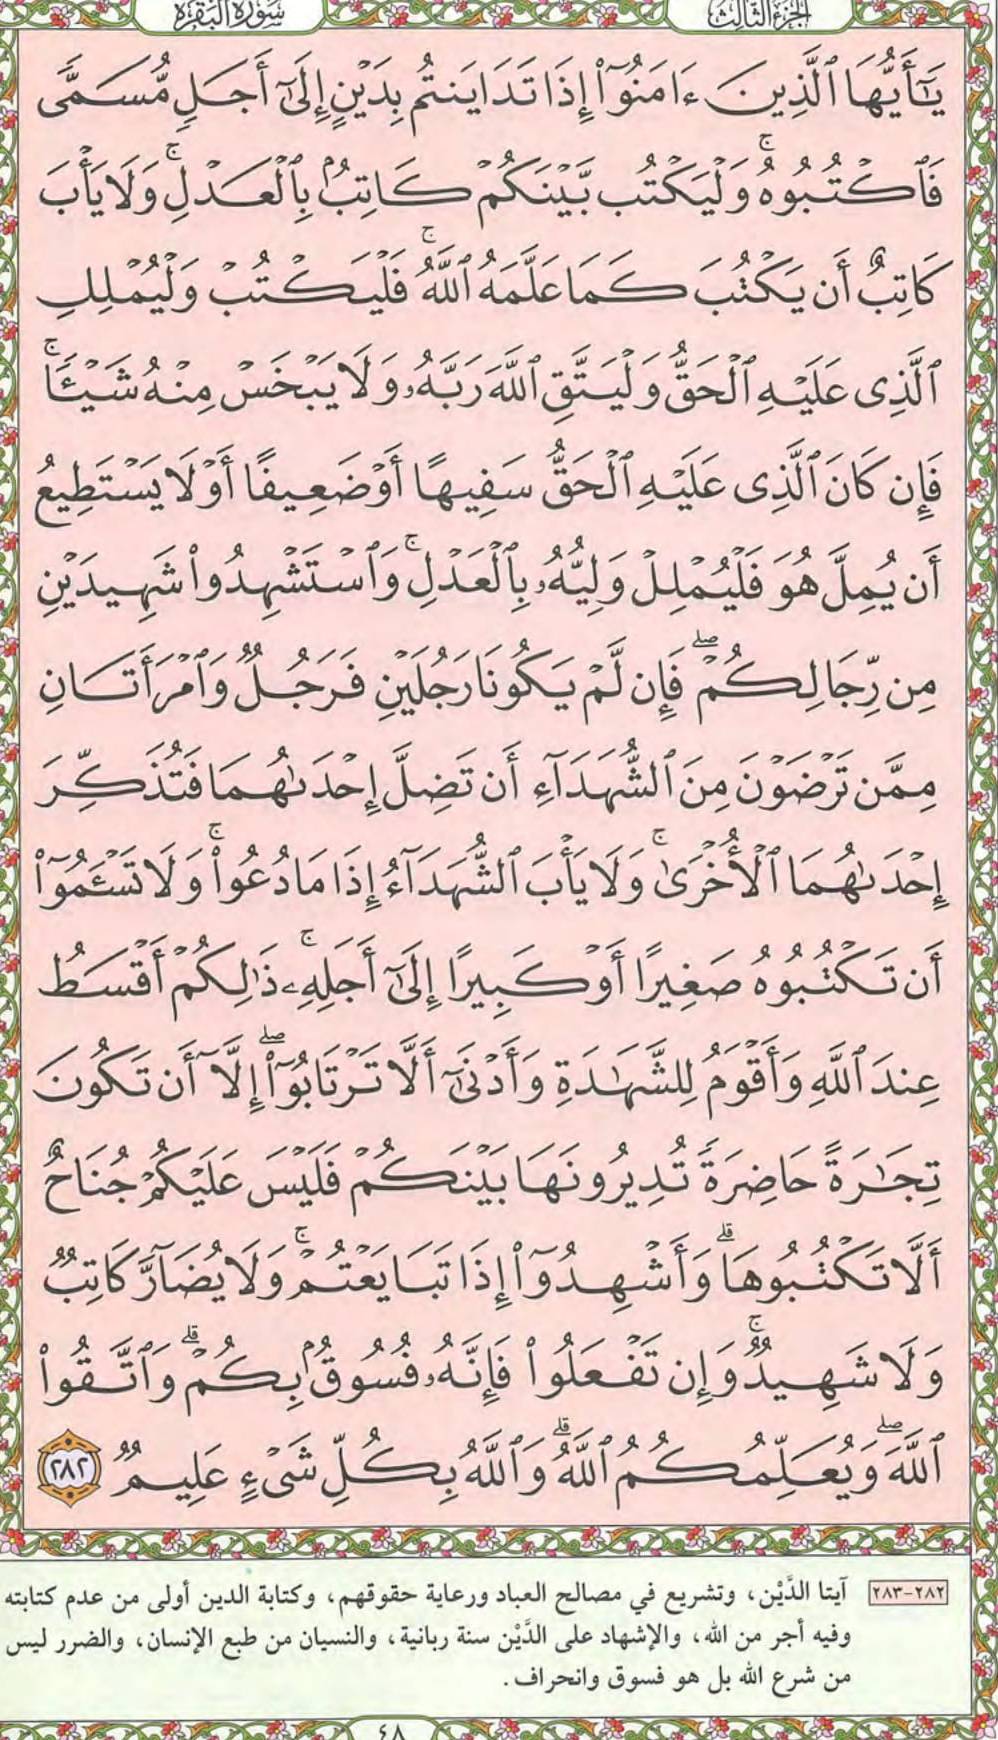 الجزء الثالث
سورة البقرة
يَٰٓأَيُّهَا ٱلَّذِينَ ءَامَنُوٓا۟ إِذَا تَدَايَنتُم بِدَيْنٍ إِلَىٰٓ أَجَلٍ مُّسَمًّى
فَٱكْتُبُوهُ ۚ وَلْيَكْتُب بَّيْنَكُمْ كَاتِبٌۢ بِٱلْعَدْلِ ۚ وَلَا يَأْبَ
كَاتِبٌ أَن يَكْتُبَ كَمَا عَلَّمَهُ ٱللَّهُ ۚ فَلْيَكْتُبْ وَلْيُمْلِلِ
ٱلَّذِى عَلَيْهِ ٱلْحَقُّ وَلْيَتَّقِ ٱللَّهَ رَبَّهُۥ وَلَا يَبْخَسْ مِنْهُ شَيْـًٔا ۚ
فَإِن كَانَ ٱلَّذِى عَلَيْهِ ٱلْحَقُّ سَفِيهًا أَوْ ضَعِيفًا أَوْ لَا يَسْتَطِيعُ
أَن يُمِلَّ هُوَ فَلْيُمْلِلْ وَلِيُّهُۥ بِٱلْعَدْلِ ۚ وَٱسْتَشْهِدُوا۟ شَهِيدَيْنِ
مِن رِّجَالِكُمْ ۖ فَإِن لَّمْ يَكُونَا رَجُلَيْنِ فَرَجُلٌ وَٱمْرَأَتَانِ
مِمَّن تَرْضَوْنَ مِنَ ٱلشُّهَدَآءِ أَن تَضِلَّ إِحْدَىٰهُمَا فَتُذَكِّرَ
إِحْدَىٰهُمَا ٱلْأُخْرَىٰ ۚ وَلَا يَأْبَ ٱلشُّهَدَآءُ إِذَا مَا دُعُوا۟ ۚ وَلَا تَسْـَٔمُوٓا۟
أَن تَكْتُبُوهُ صَغِيرًا أَوْ كَبِيرًا إِلَىٰٓ أَجَلِهِۦ ۚ ذَٰلِكُمْ أَقْسَطُ
عِندَ ٱللَّهِ وَأَقْوَمُ لِلشَّهَٰدَةِ وَأَدْنَىٰٓ أَلَّا تَرْتَابُوٓا۟ ۖ إِلَّآ أَن تَكُونَ
تِجَٰرَةً حَاضِرَةً تُدِيرُونَهَا بَيْنَكُمْ فَلَيْسَ عَلَيْكُمْ جُنَاحٌ
أَلَّا تَكْتُبُوهَا ۗ وَأَشْهِدُوٓا۟ إِذَا تَبَايَعْتُمْ ۚ وَلَا يُضَآرَّ كَاتِبٌ
وَلَا شَهِيدٌ ۚ وَإِن تَفْعَلُوا۟ فَإِنَّهُۥ فُسُوقٌۢ بِكُمْ ۗ وَٱتَّقُوا۟
ٱللَّهَ ۖ وَيُعَلِّمُكُمُ ٱللَّهُ ۗ وَٱللَّهُ بِكُلِّ شَىْءٍ عَلِيمٌ ٢٨٢
٢٨٢-٢٨٣ آيتا الدَّيْن، وتشريع في مصالح العباد ورعاية حقوقهم، وكتابة الدين أولى من عدم كتابته
وفيه أجر من الله، والإشهاد على الدَّيْن سنة ربانية، والنسيان من طبع الإنسان، والضرر ليس
من شرع الله بل هو فسوق وانحراف.
٤٨